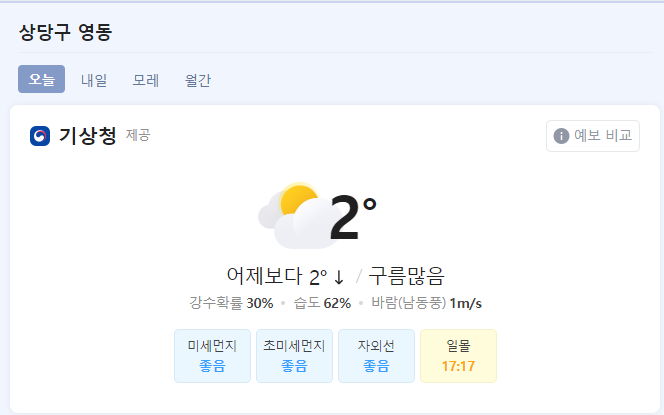 상당구 영동
오늘 내일 모레 월간
기상청 제공 예보 비교
2°
어제보다 2° ↓ / 구름많음
강수확률 30% 습도 62% 바람(남동풍) 1m/s
미세먼지 초미세먼지 자외선 일몰
좋음 좋음 좋음 17:17